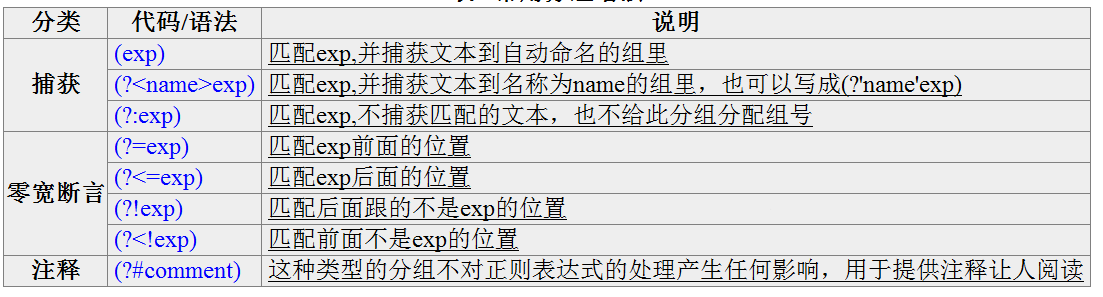 分类 代码/语法 说明
捕获 (exp) 匹配exp,并捕获文本到自动命名的组里
(?<name>exp) 匹配exp,并捕获文本到名称为name的组里，也可以写成(?'name'exp)
(?:exp) 匹配exp,不捕获匹配的文本，也不给此分组分配组号
零宽断言 (?=exp) 匹配exp前面的位置
(?<=exp) 匹配exp后面的位置
(?!exp) 匹配后面跟的不是exp的位置
(?<!exp) 匹配前面不是exp的位置
注释 (?#comment) 这种类型的分组不对正则表达式的处理产生任何影响，用于提供注释让人阅读